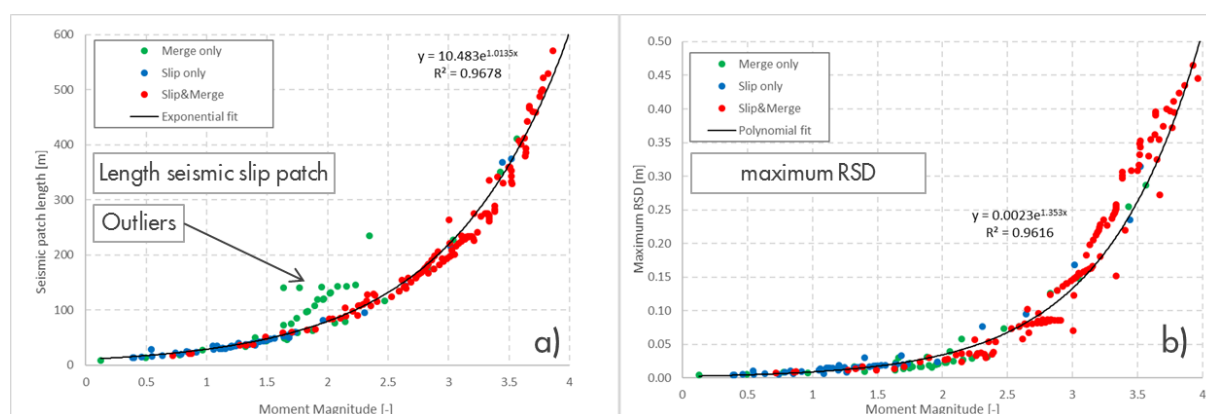 600
500
400
300
200
100
0
Seismic patch length [m]
Merge only
Slip only
Slip&Merge
Exponential fit
y = 10.483e^1.0135x
R² = 0.9678
Length seismic slip patch
Outliers
a)
0 0.5 1 1.5 2 2.5 3 3.5 4
Moment Magnitude [-]
0.50
0.45
0.40
0.35
0.30
0.25
0.20
0.15
0.10
0.05
0.00
Maximum RSD [m]
Merge only
Slip only
Slip&Merge
Polynomial fit
maximum RSD
y = 0.0023e^1.353x
R² = 0.9616
b)
0 0.5 1 1.5 2 2.5 3 3.5 4
Moment Magnitude [-]